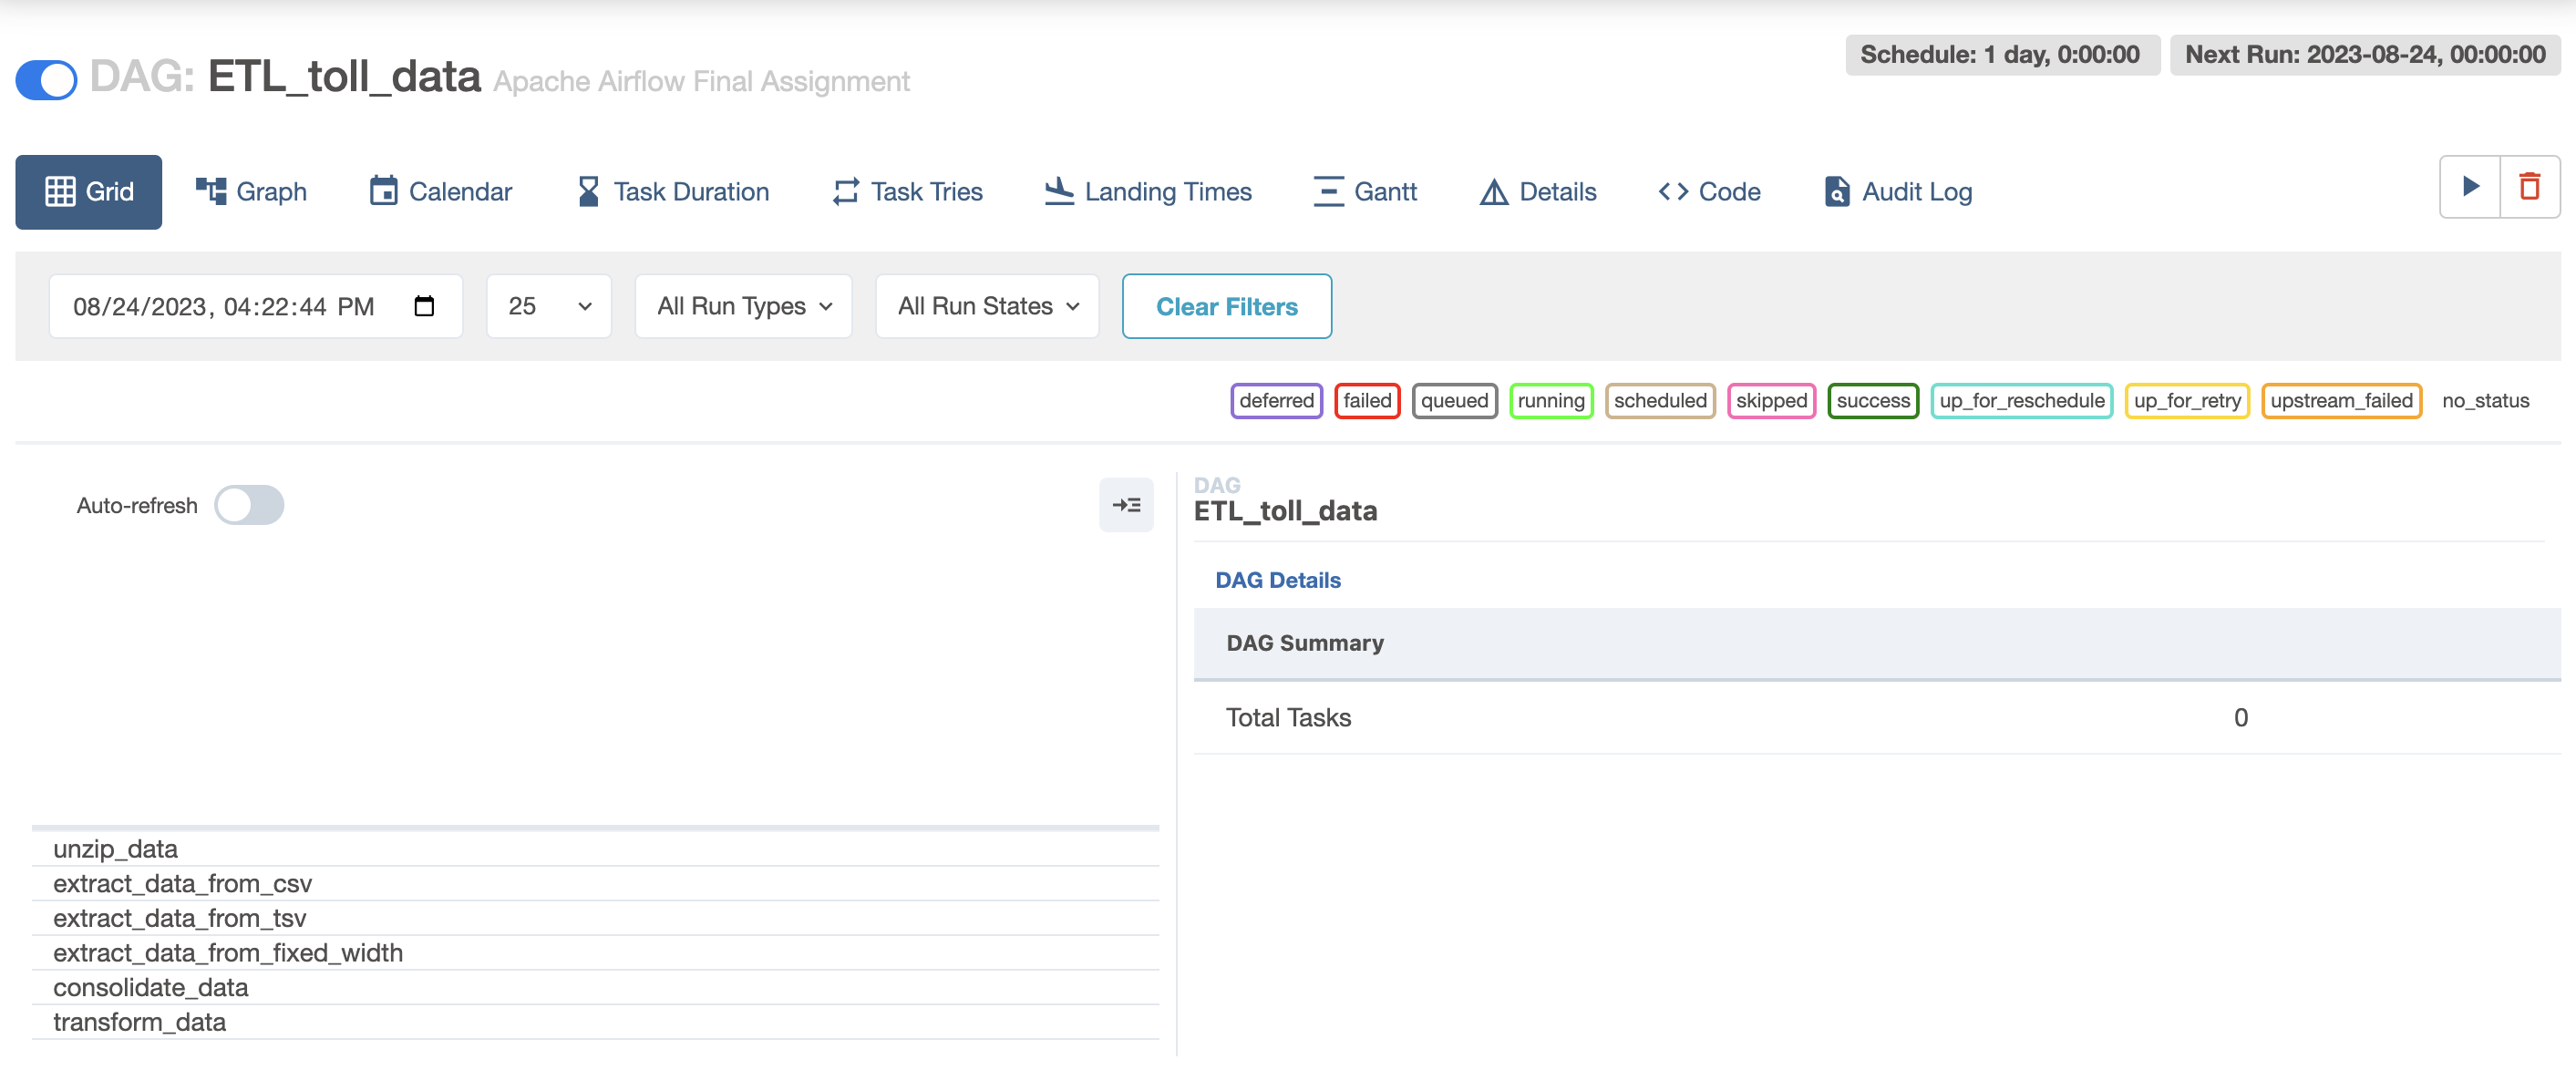 DAG: ETL_toll_data Apache Airflow Final Assignment
Schedule: 1 day, 0:00:00 Next Run: 2023-08-24, 00:00:00
Grid Graph Calendar Task Duration Task Tries Landing Times Gantt Details Code Audit Log
08/24/2023, 04:22:44 PM 25 All Run Types All Run States Clear Filters
deferred failed queued running scheduled skipped success up_for_reschedule up_for_retry upstream_failed no_status
Auto-refresh
unzip_data
extract_data_from_csv
extract_data_from_tsv
extract_data_from_fixed_width
consolidate_data
transform_data
DAG
ETL_toll_data
DAG Details
DAG Summary
Total Tasks 0